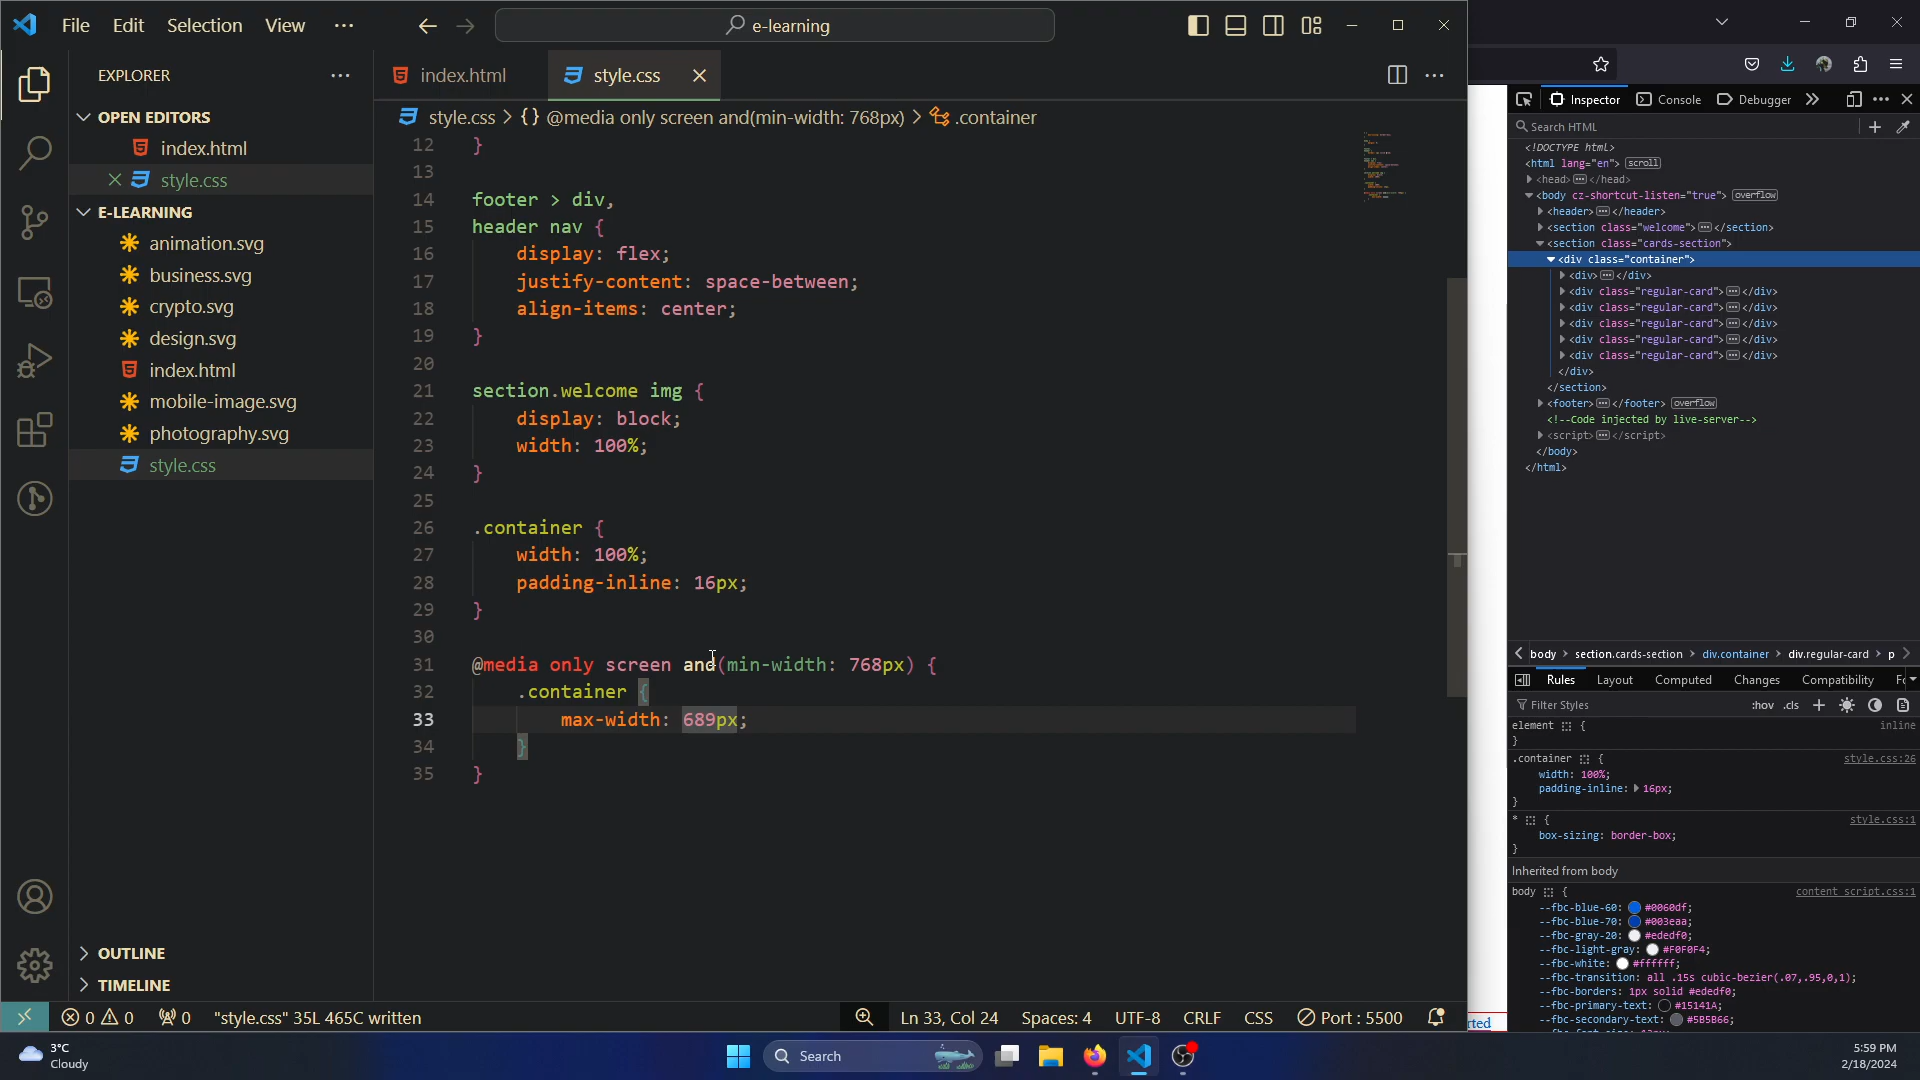 File Edit Selection View ···
e-learning
EXPLORER
OPEN EDITORS
index.html
style.css
E-LEARNING
animation.svg
business.svg
crypto.svg
design.svg
index.html
mobile-image.svg
photography.svg
style.css
OUTLINE
TIMELINE
index.html style.css
style.css > {} @media only screen and(min-width: 768px) > .container
12 }
13
14 footer > div,
15 header nav {
16 display: flex;
17 justify-content: space-between;
18 align-items: center;
19 }
20
21 section.welcome img {
22 display: block;
23 width: 100%;
24 }
25
26 .container {
27 width: 100%;
28 padding-inline: 16px;
29 }
30
31 @media only screen and(min-width: 768px) {
32 .container {
33 max-width: 689px;
34 }
35 }
0 0 0 "style.css" 35L 465C written Ln 33, Col 24 Spaces: 4 UTF-8 CRLF CSS Port : 5500
Inspector Console Debugger
Search HTML
<!DOCTYPE html>
<html lang="en"> scroll
<head> </head>
<body cz-shortcut-listen="true"> overflow
<header> </header>
<section class="welcome"> </section>
<section class="cards-section">
<div class="container">
<div> </div>
<div class="regular-card"> </div>
<div class="regular-card"> </div>
<div class="regular-card"> </div>
<div class="regular-card"> </div>
<div class="regular-card"> </div>
</div>
</section>
<footer> </footer> overflow
<!--Code injected by live-server-->
<script> </script>
</body>
</html>
body > section.cards-section > div.container > div.regular-card > p
Rules Layout Computed Changes Compatibility
Filter Styles :hov .cls
element { inline
}
.container { style.css:26
width: 100%;
padding-inline: 16px;
}
* { style.css:1
box-sizing: border-box;
}
Inherited from body
body { content script.css:1
--fbc-blue-60: #0060df;
--fbc-blue-70: #003eaa;
--fbc-gray-20: #ededf0;
--fbc-light-gray: #F0F0F4;
--fbc-white: #ffffff;
--fbc-transition: all .15s cubic-bezier(.07,.95,0,1);
--fbc-borders: 1px solid #ededf0;
--fbc-primary-text: #15141A;
--fbc-secondary-text: #5B5B66;
rted
3°C
Cloudy
Search
5:59 PM
2/18/2024